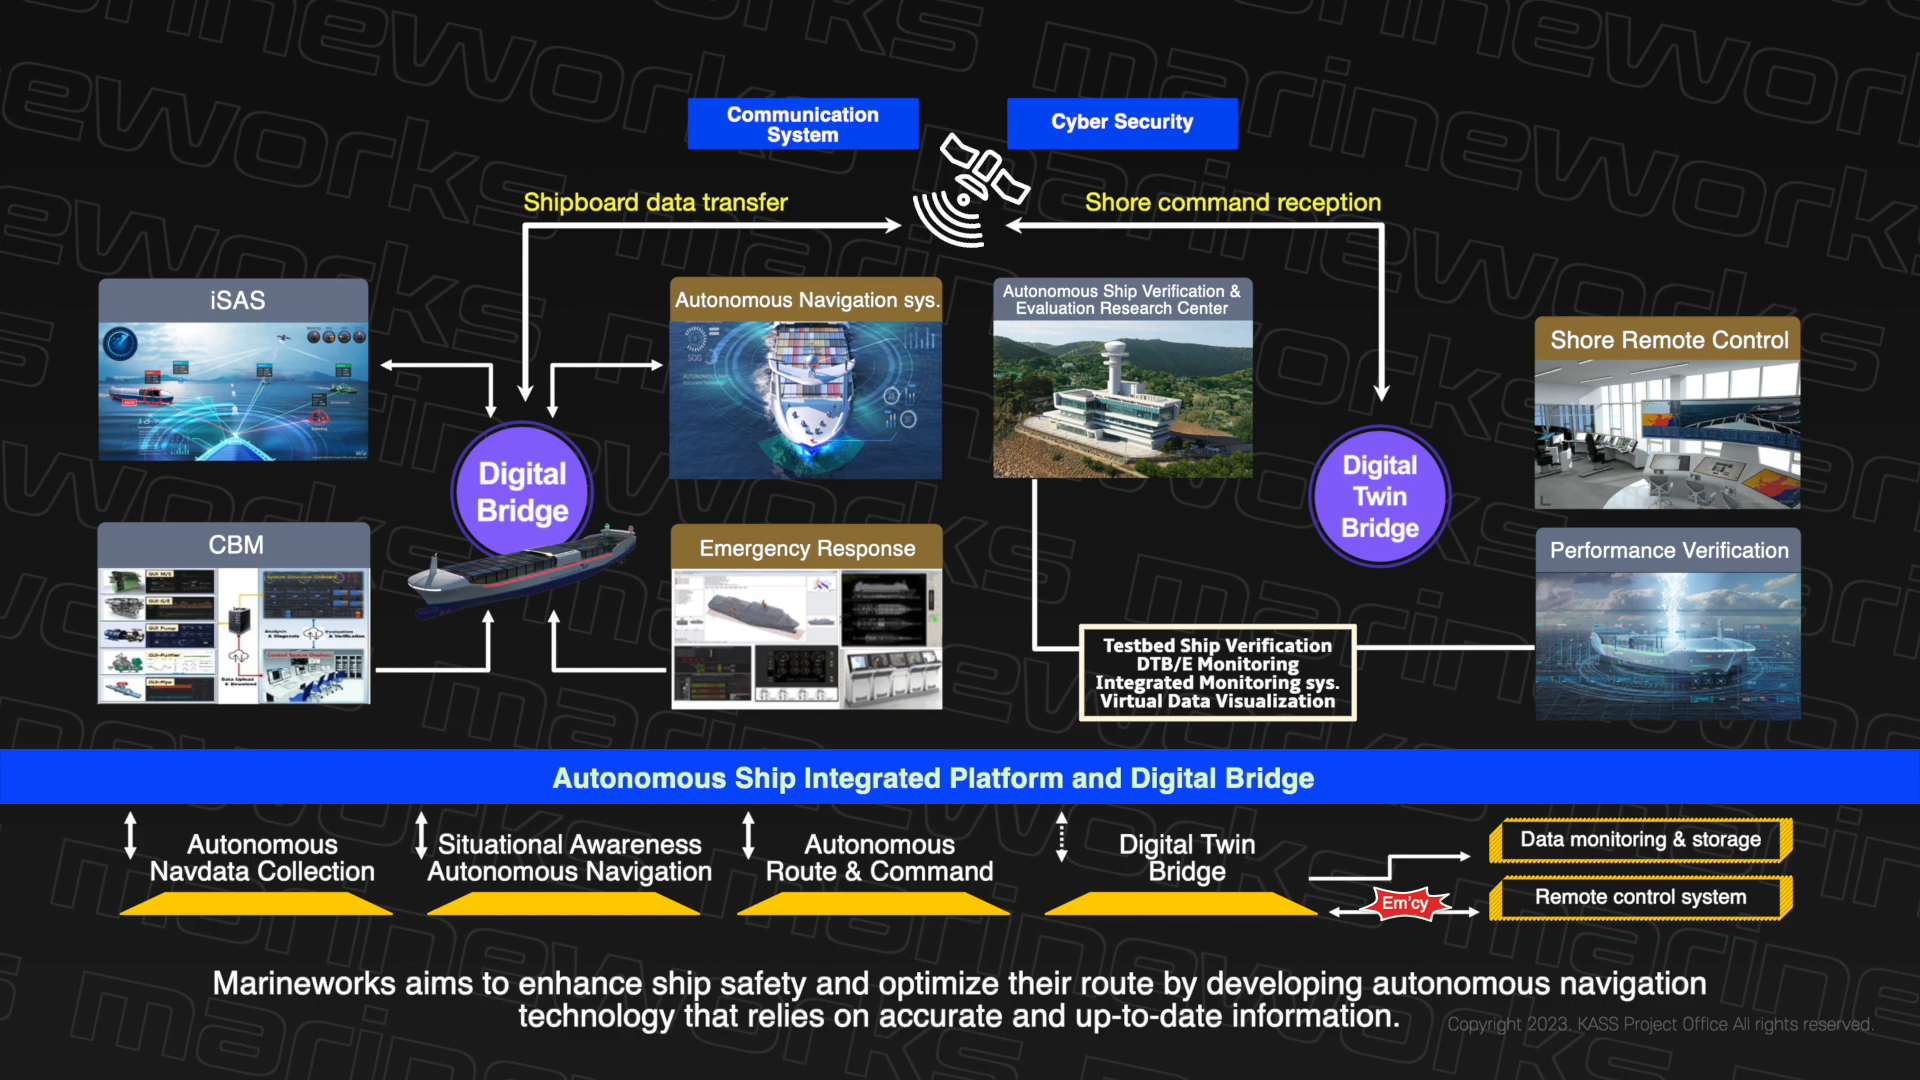 Communication
System
Cyber Security
Shipboard data transfer
Shore command reception
iSAS
Autonomous Navigation sys.
Autonomous Ship Verification &
Evaluation Research Center
Shore Remote Control
Digital
Bridge
Digital
Twin
Bridge
CBM
Emergency Response
Performance Verification
Testbed Ship Verification
DTB/E Monitoring
Integrated Monitoring sys.
Virtual Data Visualization
Autonomous Ship Integrated Platform and Digital Bridge
Autonomous
Navdata Collection
Situational Awareness
Autonomous Navigation
Autonomous
Route & Command
Digital Twin
Bridge
Data monitoring & storage
Em'cy
Remote control system
Marineworks aims to enhance ship safety and optimize their route by developing autonomous navigation
technology that relies on accurate and up-to-date information.
Copyright 2023. KASS Project Office All rights reserved.
marineworks